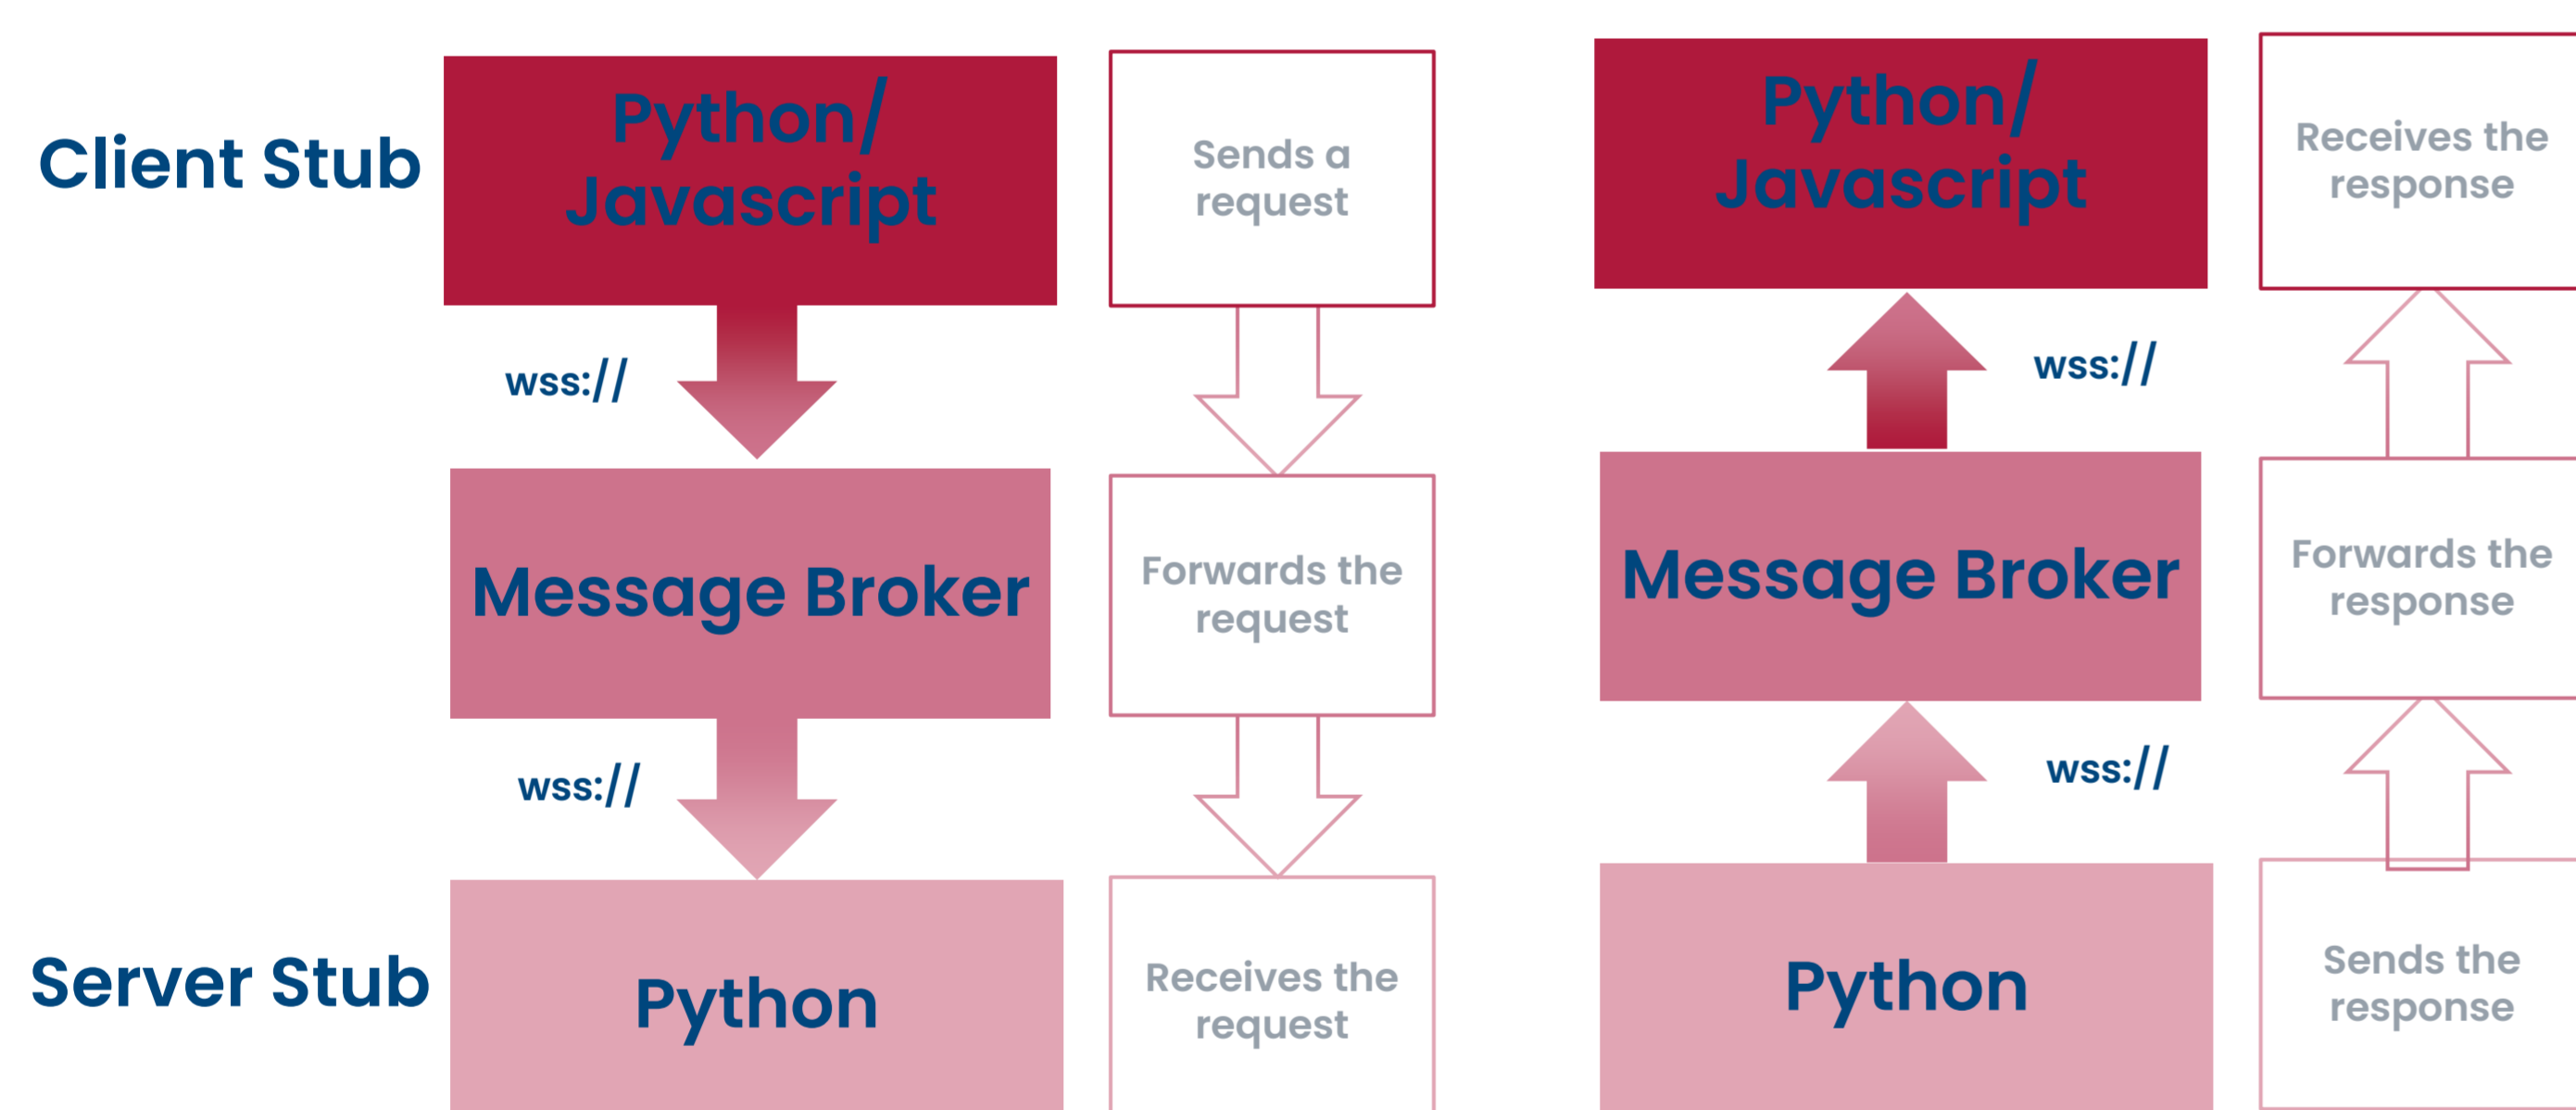 Client Stub
Python/
Javascript
Sends a
request
wss://
Message Broker
Forwards the
request
wss://
Server Stub
Python
Receives the
request
Python/
Javascript
Receives the
response
wss://
Message Broker
Forwards the
response
wss://
Python
Sends the
response